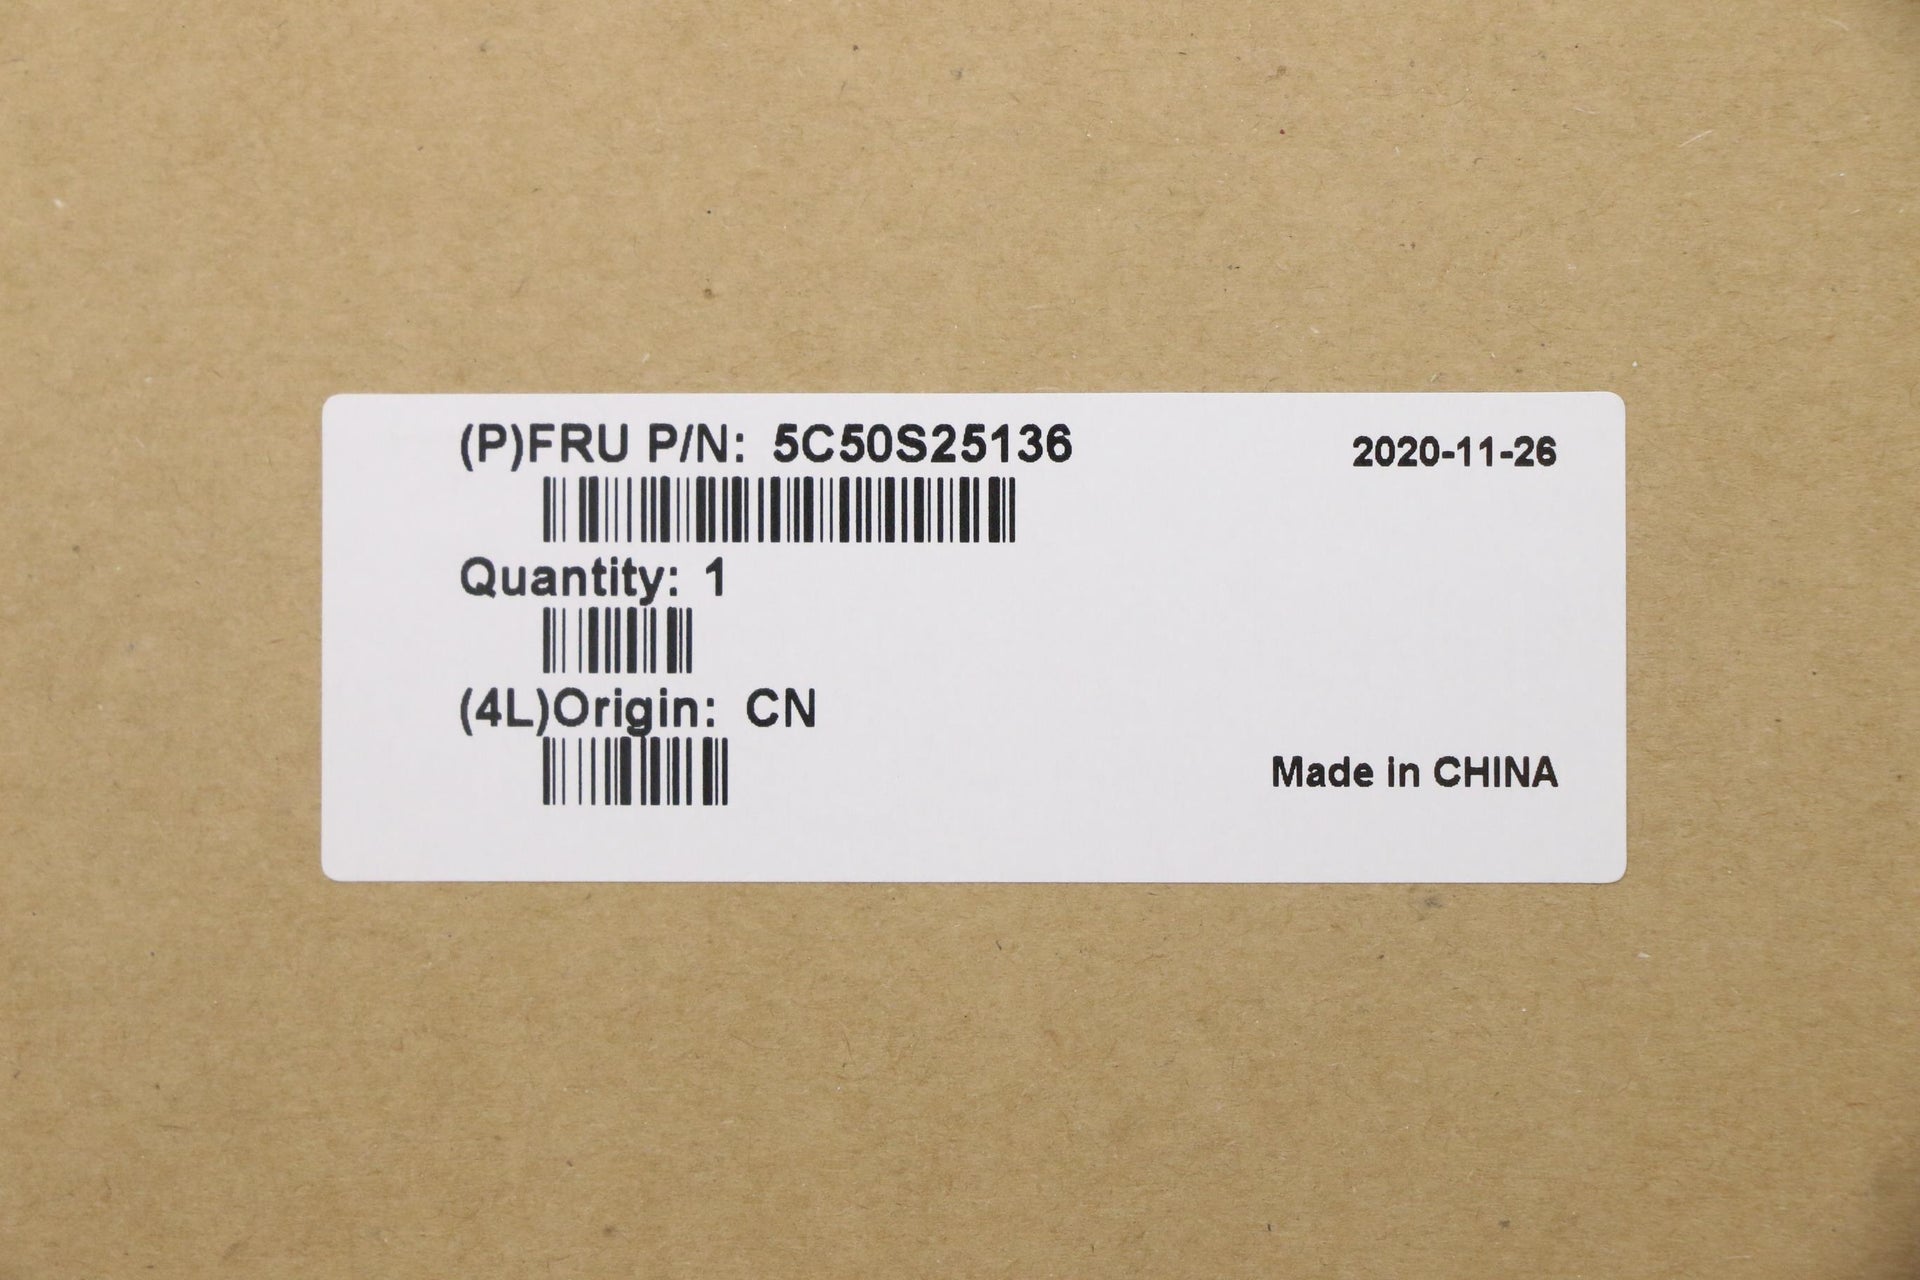 (P)FRU P/N: 5C50S25136
2020-11-26
Quantity: 1
(4L)Origin: CN
Made in CHINA